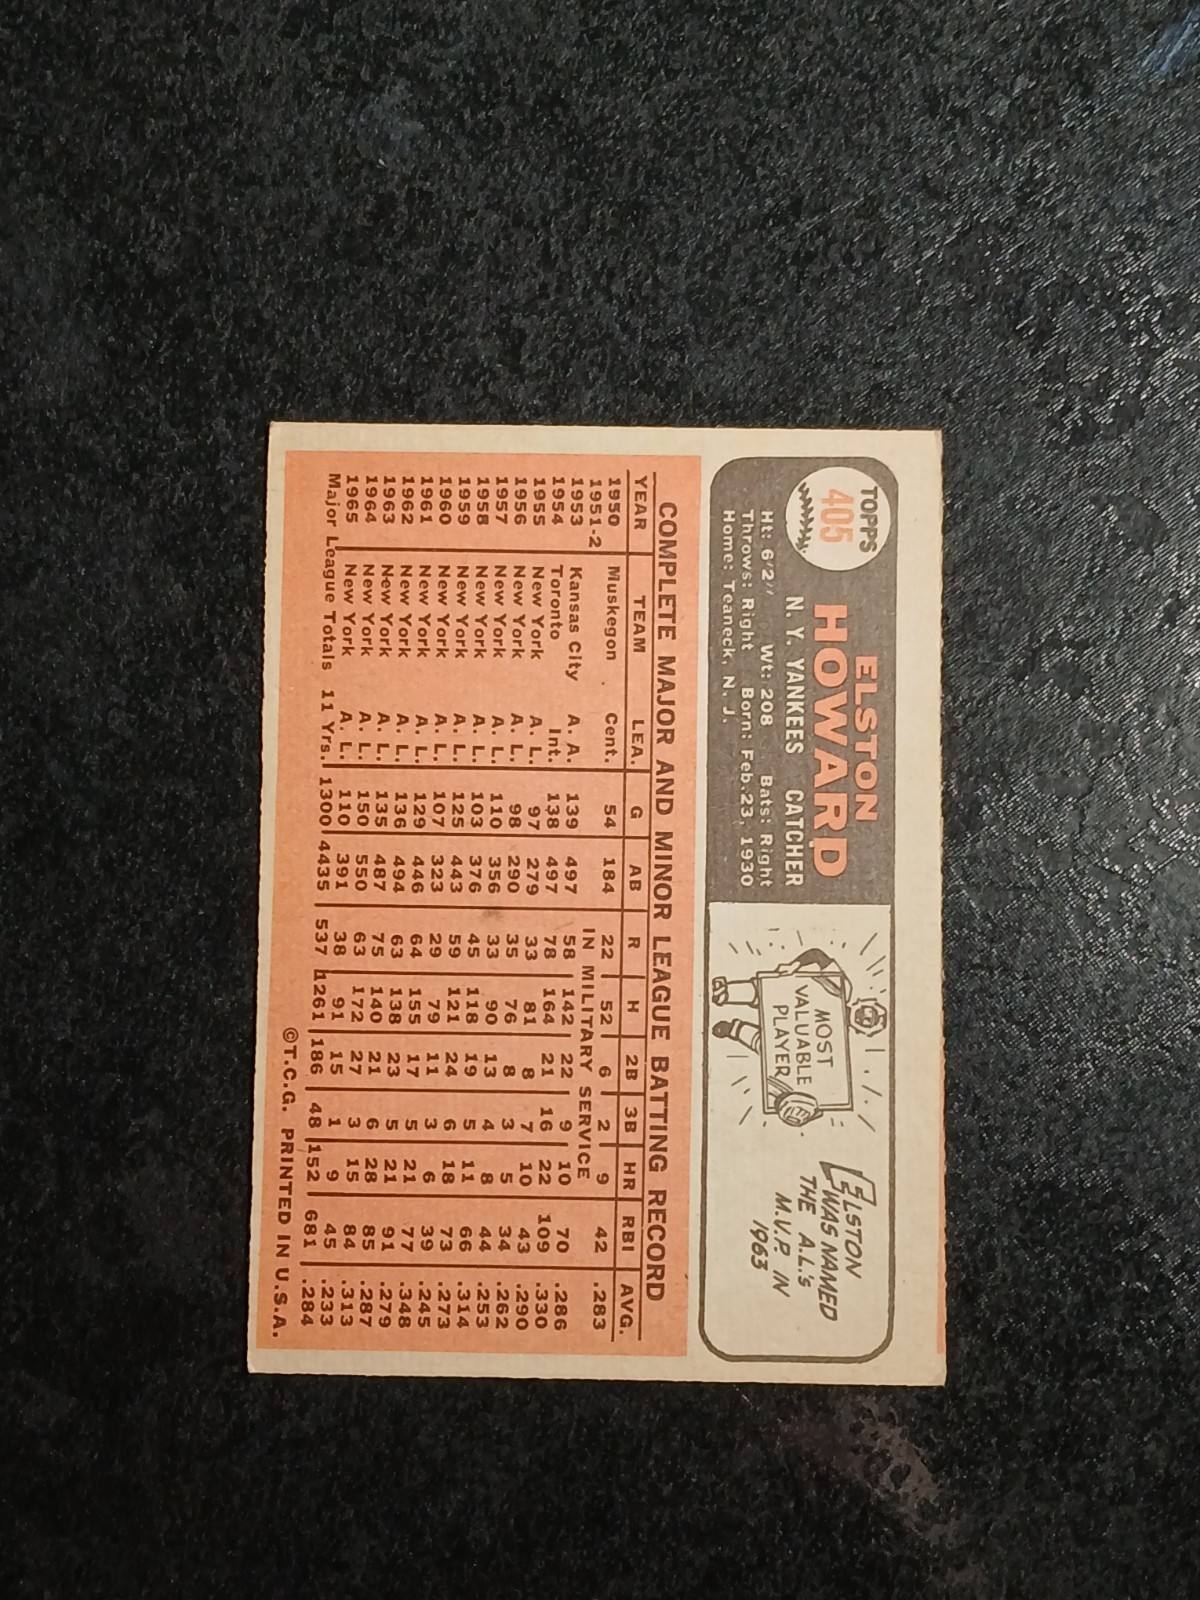 TOPPS
405
ELSTON
HOWARD
N. Y. YANKEES CATCHER
Ht: 6'2" Wt: 208 Bats: Right
Throws: Right Born: Feb. 23, 1930
Home: Teaneck, N. J.
MOST
VALUABLE
PLAYER
ELSTON
WAS NAMED
THE A.L.'s
M.V.P. IN
1963
COMPLETE MAJOR AND MINOR LEAGUE BATTING RECORD
YEAR TEAM LEA. G AB R H 2B 3B HR RBI AVG.
1950 Muskegon Cent. 54 184 22 52 6 2 9 42 .283
1951-2 IN MILITARY SERVICE
1953 Kansas City A. A. 139 497 58 142 22 9 10 70 .286
1954 Toronto Int. 138 497 78 164 21 16 22 109 .330
1955 New York A. L. 97 279 33 81 8 7 10 43 .290
1956 New York A. L. 98 290 35 76 8 3 5 34 .262
1957 New York A. L. 110 356 33 90 13 4 8 44 .253
1958 New York A. L. 103 376 45 118 19 5 11 66 .314
1959 New York A. L. 125 443 59 121 24 6 18 73 .273
1960 New York A. L. 107 323 29 79 11 3 6 39 .245
1961 New York A. L. 129 446 64 155 17 5 21 77 .348
1962 New York A. L. 136 494 63 138 23 5 21 91 .279
1963 New York A. L. 135 487 75 140 21 6 28 85 .287
1964 New York A. L. 150 550 63 172 27 3 15 84 .313
1965 New York A. L. 110 391 38 91 15 1 9 45 .233
Major League Totals 11 Yrs. 1300 4435 537 1261 186 48 152 681 .284
©T.C.G. PRINTED IN U.S.A.